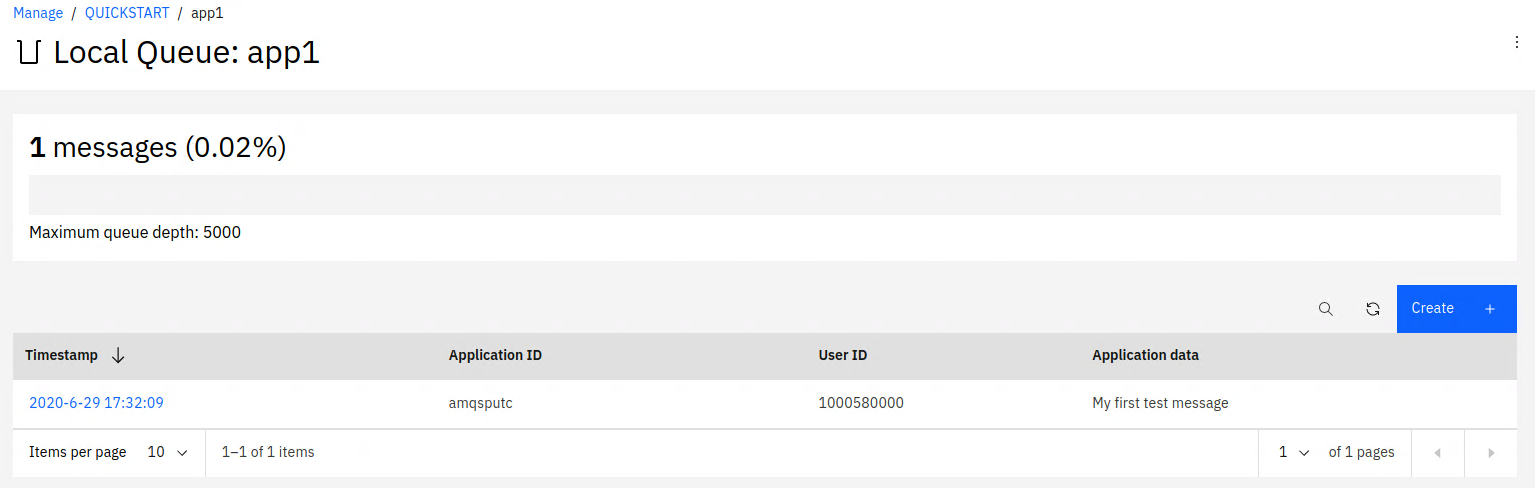 Manage / QUICKSTART / app1
Local Queue: app1
1 messages (0.02%)
Maximum queue depth: 5000
Create +
Timestamp Application ID User ID Application data
2020-6-29 17:32:09 amqsputc 1000580000 My first test message
Items per page 10 1–1 of 1 items 1 of 1 pages